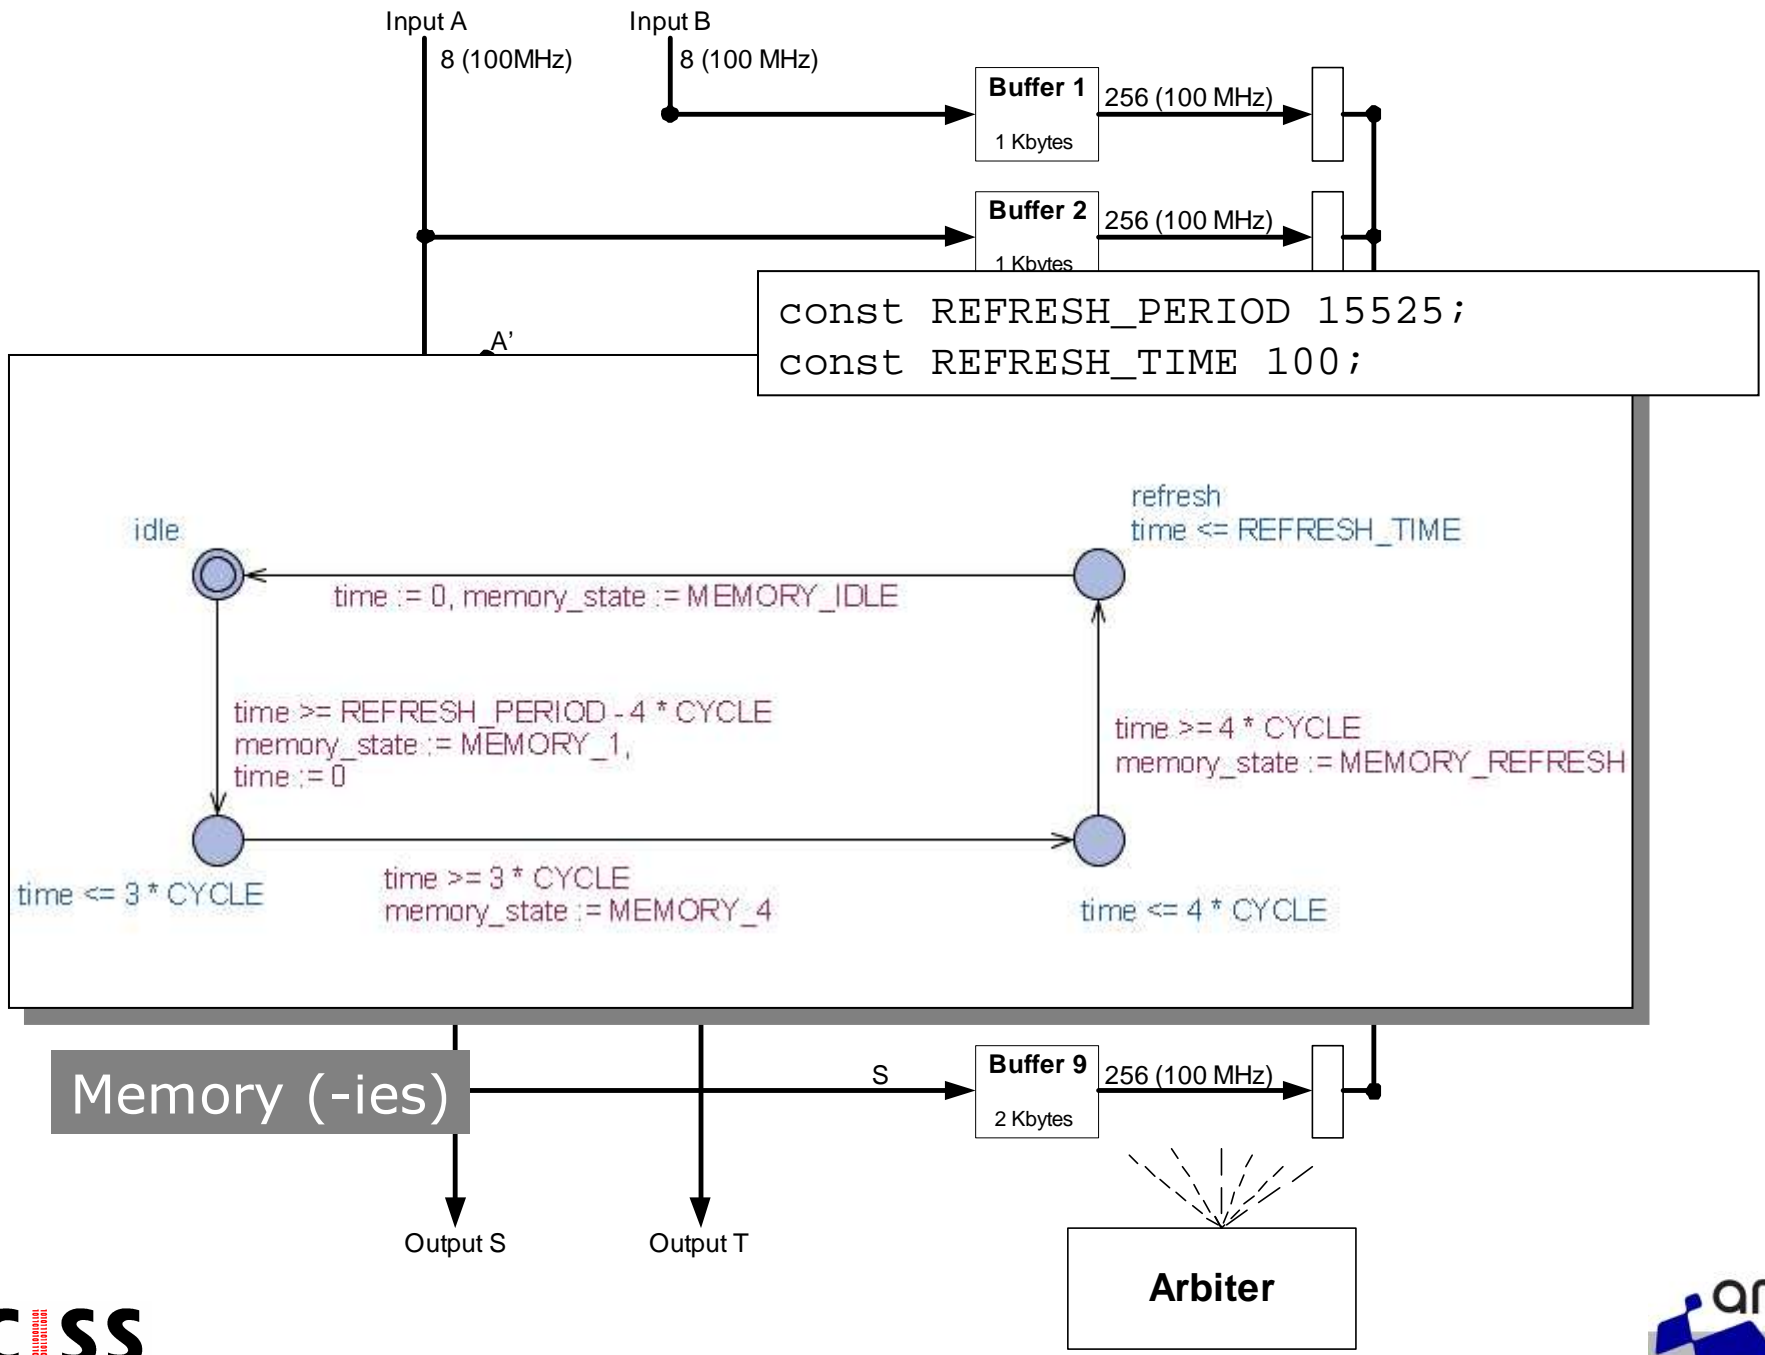 Input A
Input B
8 (100MHz)
8 (100 MHz)
Buffer 1
256 (100 MHz)
1 Kbytes
Buffer 2
256 (100 MHz)
1 Kbytes
const REFRESH_PERIOD 15525;
const REFRESH_TIME 100;
A’
refresh
time <= REFRESH_TIME
idle
time := 0, memory_state := MEMORY_IDLE
time >= REFRESH_PERIOD - 4 * CYCLE
memory_state := MEMORY_1,
time := 0
time >= 4 * CYCLE
memory_state := MEMORY_REFRESH
time <= 3 * CYCLE
time >= 3 * CYCLE
memory_state := MEMORY_4
time <= 4 * CYCLE
Memory (-ies)
S
Buffer 9
256 (100 MHz)
2 Kbytes
Output S
Output T
Arbiter